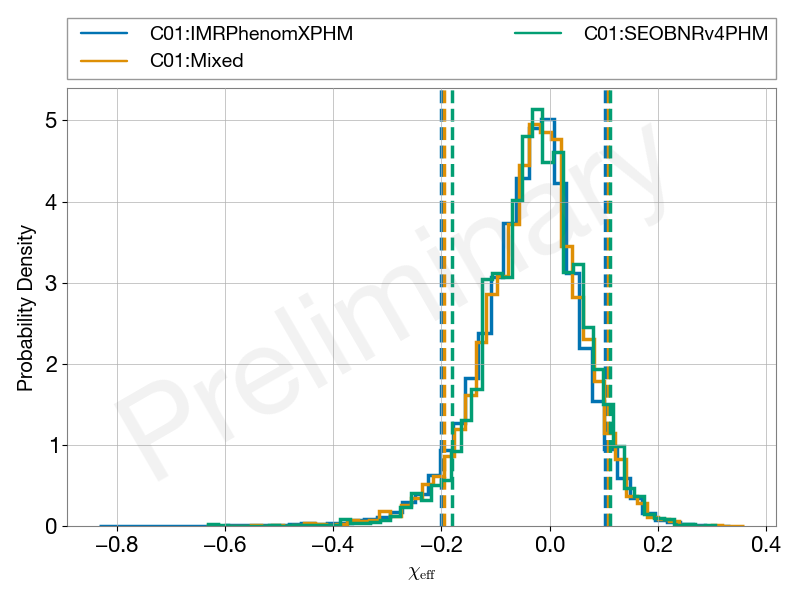 C01:IMRPhenomXPHM
C01:Mixed
C01:SEOBNRv4PHM
5
4
3
2
1
0
Probability Density
Preliminary
−0.8 −0.6 −0.4 −0.2 0.0 0.2 0.4
χeff